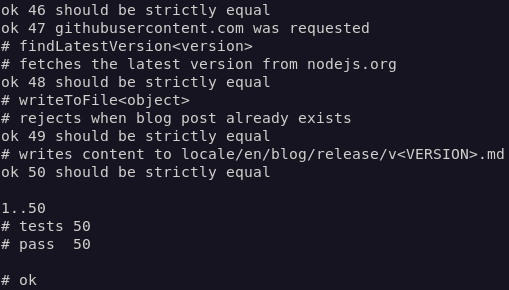 ok 46 should be strictly equal
ok 47 githubusercontent.com was requested
# findLatestVersion<version>
# fetches the latest version from nodejs.org
ok 48 should be strictly equal
# writeToFile<object>
# rejects when blog post already exists
ok 49 should be strictly equal
# writes content to locale/en/blog/release/v<VERSION>.md
ok 50 should be strictly equal
1..50
# tests 50
# pass  50
# ok